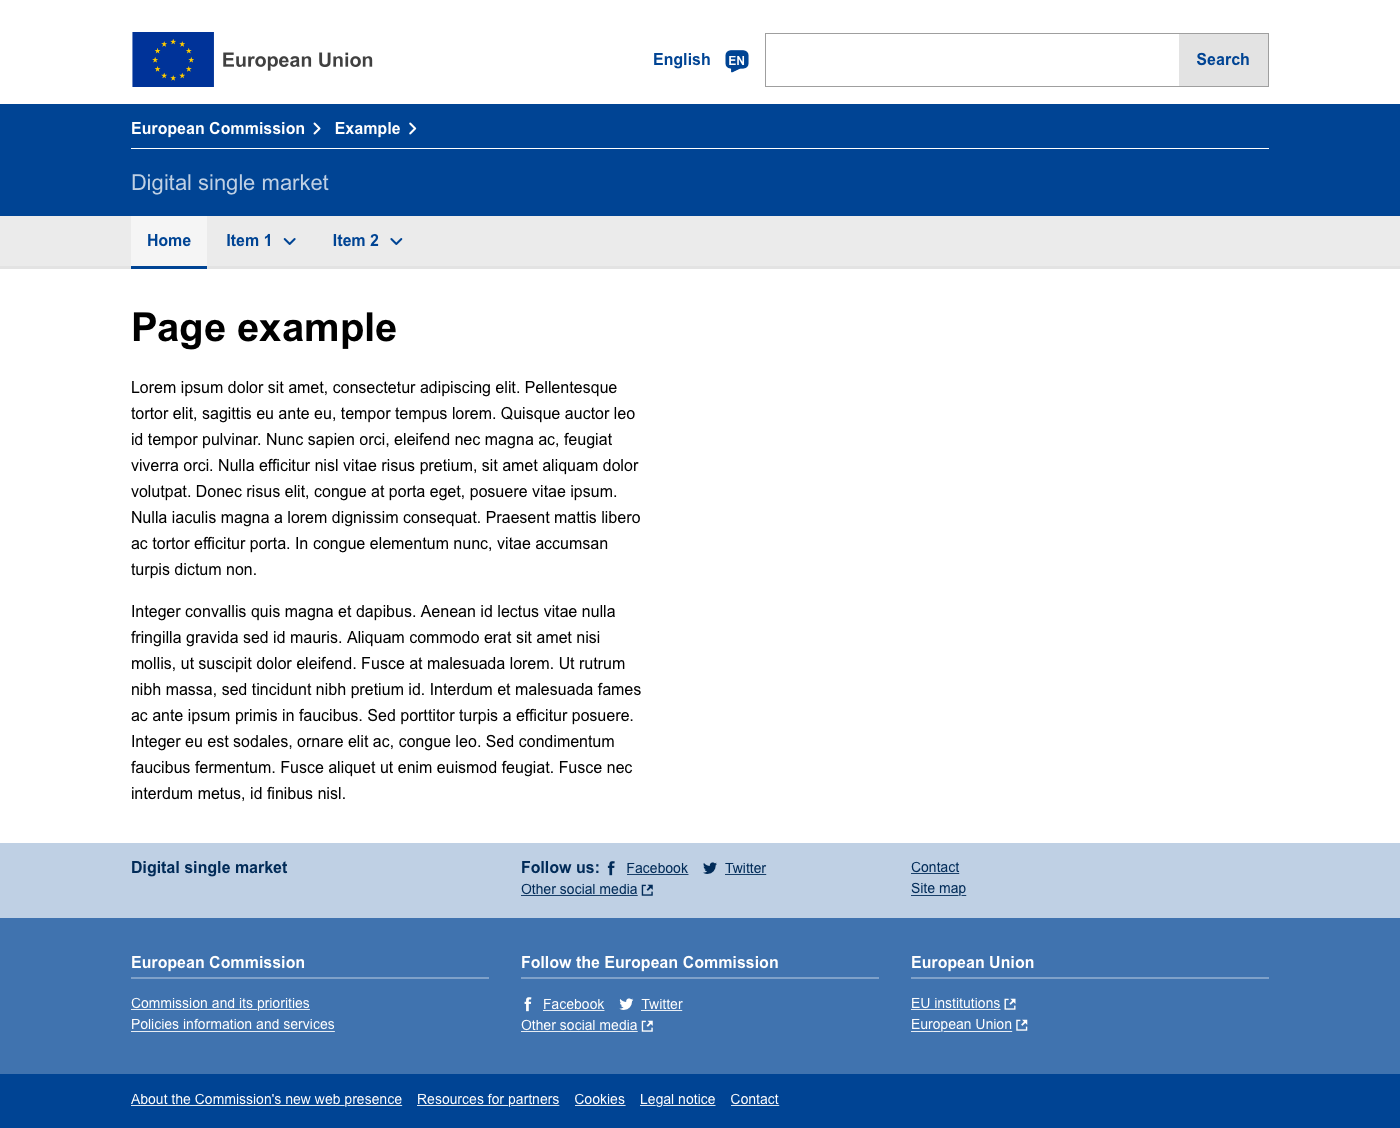 European Union
English EN Search
European Commission Example
Digital single market
Home Item 1 Item 2
Page example
Lorem ipsum dolor sit amet, consectetur adipiscing elit. Pellentesque
tortor elit, sagittis eu ante eu, tempor tempus lorem. Quisque auctor leo
id tempor pulvinar. Nunc sapien orci, eleifend nec magna ac, feugiat
viverra orci. Nulla efficitur nisl vitae risus pretium, sit amet aliquam dolor
volutpat. Donec risus elit, congue at porta eget, posuere vitae ipsum.
Nulla iaculis magna a lorem dignissim consequat. Praesent mattis libero
ac tortor efficitur porta. In congue elementum nunc, vitae accumsan
turpis dictum non.
Integer convallis quis magna et dapibus. Aenean id lectus vitae nulla
fringilla gravida sed id mauris. Aliquam commodo erat sit amet nisi
mollis, ut suscipit dolor eleifend. Fusce at malesuada lorem. Ut rutrum
nibh massa, sed tincidunt nibh pretium id. Interdum et malesuada fames
ac ante ipsum primis in faucibus. Sed porttitor turpis a efficitur posuere.
Integer eu est sodales, ornare elit ac, congue leo. Sed condimentum
faucibus fermentum. Fusce aliquet ut enim euismod feugiat. Fusce nec
interdum metus, id finibus nisl.
Digital single market
Follow us: Facebook Twitter
Other social media
Contact
Site map
European Commission
Commission and its priorities
Policies information and services
Follow the European Commission
Facebook Twitter
Other social media
European Union
EU institutions
European Union
About the Commission's new web presence Resources for partners Cookies Legal notice Contact